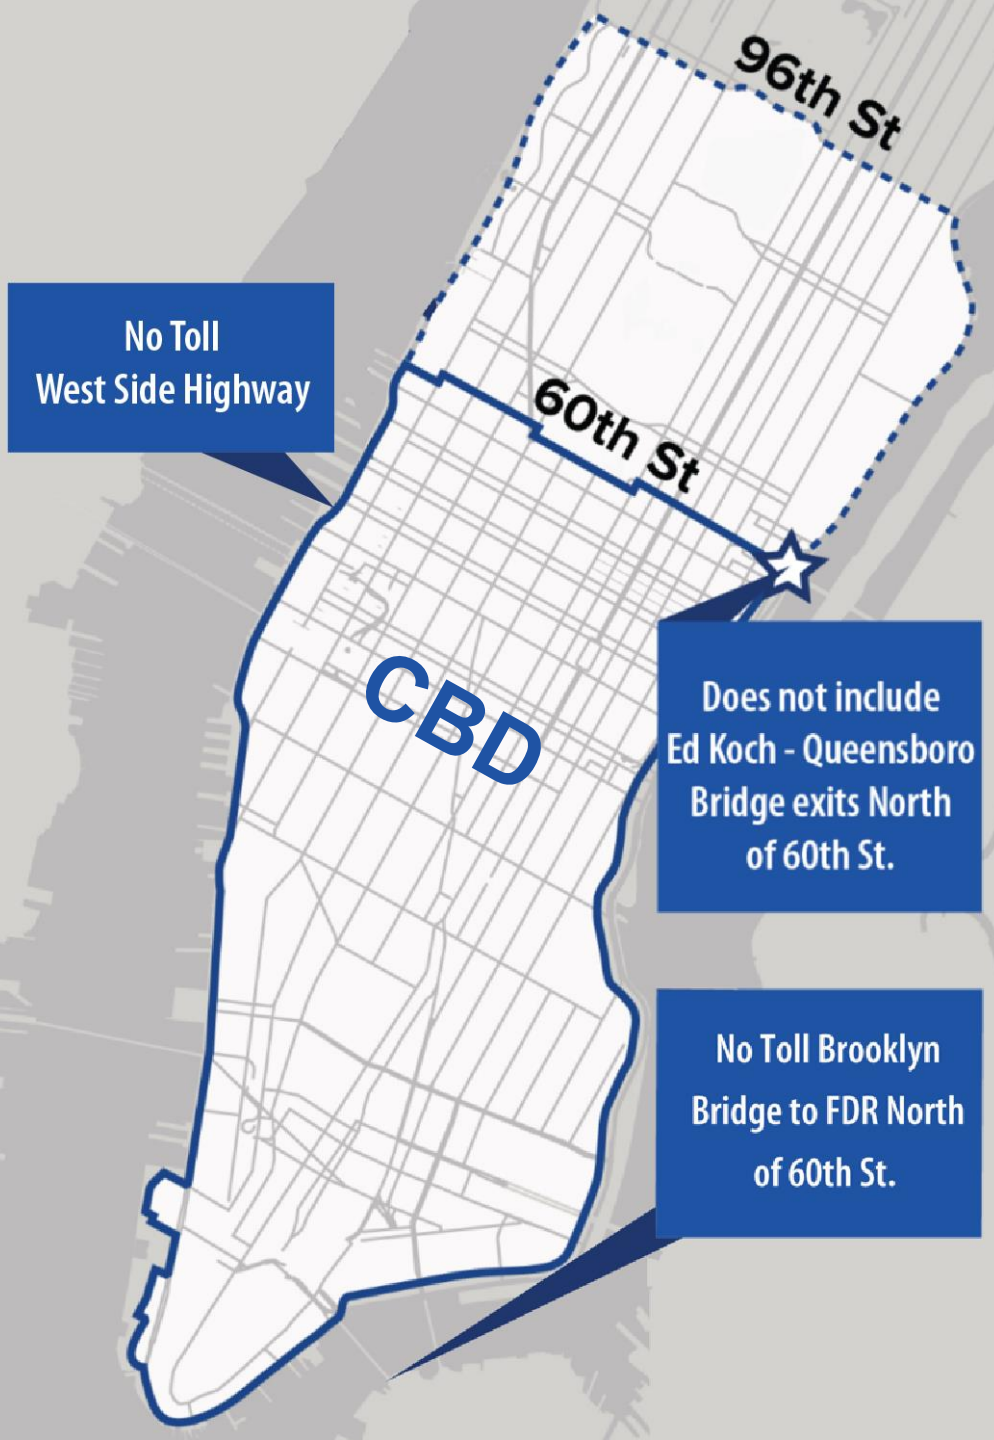 96th St
No Toll
West Side Highway
60th St
CBD
Does not include
Ed Koch - Queensboro
Bridge exits North
of 60th St.
No Toll Brooklyn
Bridge to FDR North
of 60th St.